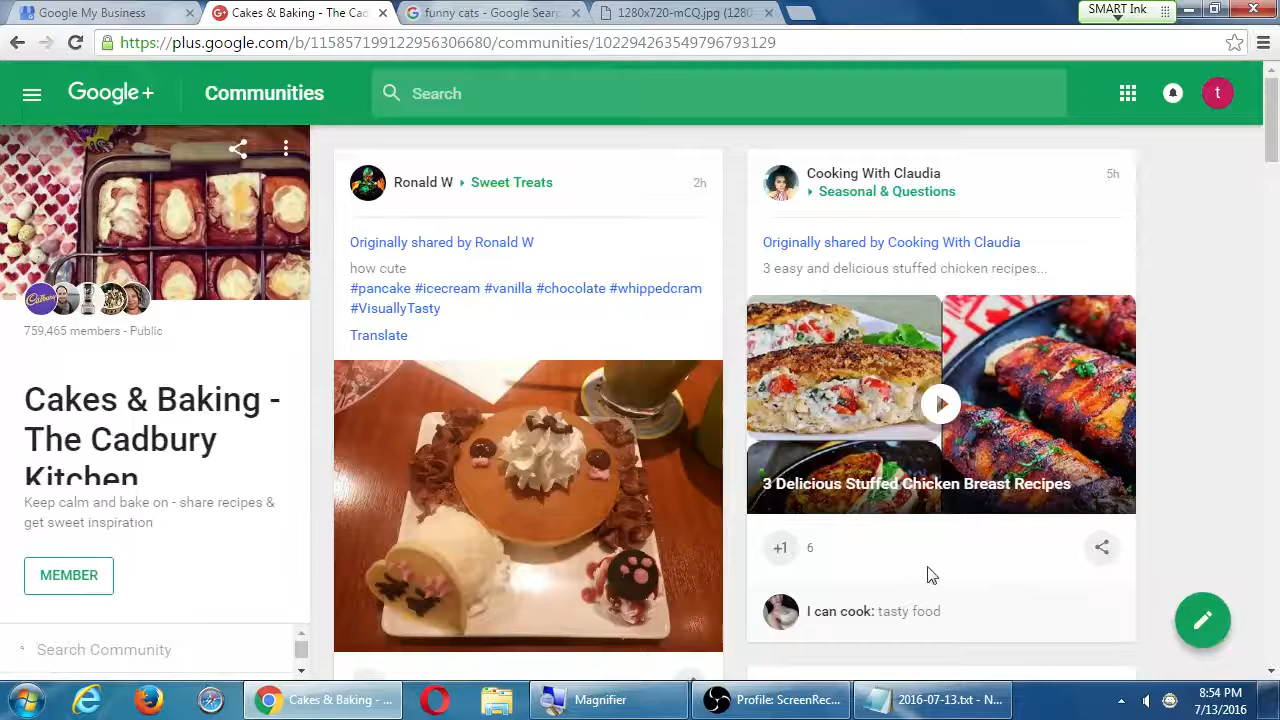 Google My Business
Cakes & Baking - The Cad
funny cats - Google Sear
1280x720-mCQ.jpg (1280
SMART Ink
https://plus.google.com/b/115857199122956306680/communities/102294263549796793129
Google+
Communities
Search
t
759,465 members - Public
Cakes & Baking -
The Cadbury
Kitchen
Keep calm and bake on - share recipes &
get sweet inspiration
MEMBER
Search Community
Ronald W
Sweet Treats
2h
Originally shared by Ronald W
how cute
#pancake #icecream #vanilla #chocolate #whippedcram
#VisuallyTasty
Translate
Cooking With Claudia
Seasonal & Questions
5h
Originally shared by Cooking With Claudia
3 easy and delicious stuffed chicken recipes...
3 Delicious Stuffed Chicken Breast Recipes
+1 6
I can cook: tasty food
Cakes & Baking - ...
Magnifier
Profile: ScreenRec...
2016-07-13.txt - N...
8:54 PM
7/13/2016